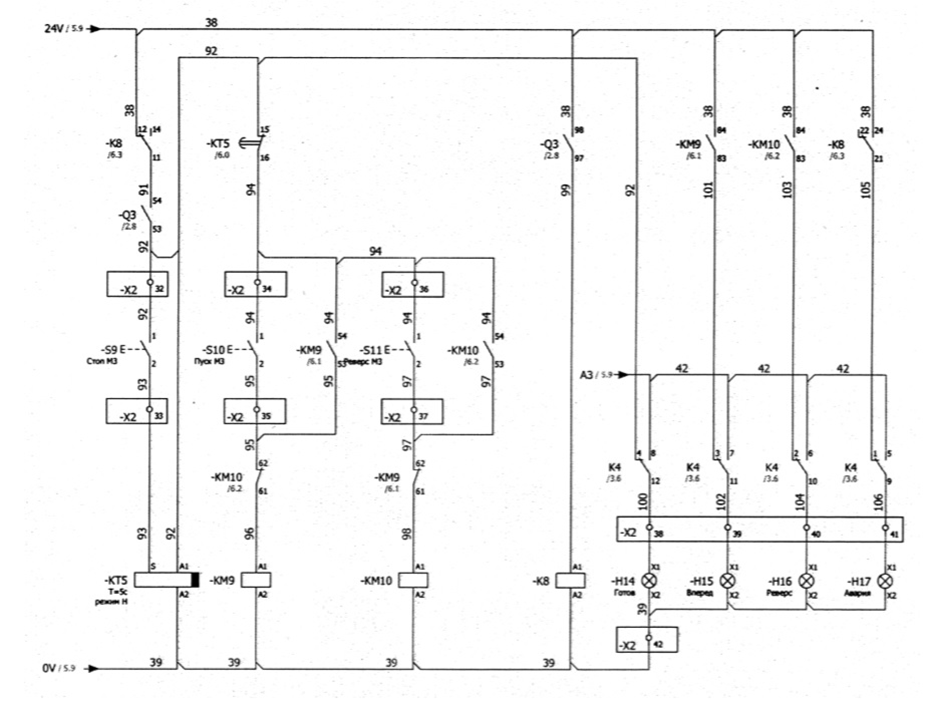 38
24V / 5.9
92
38
38
38
38
38
12 14
15
98
84
84
22 24
-K8
/6.3
11
-KT5
/6.0
16
-Q3
/2.8
97
-KM9
/6.1
83
-KM10
/6.2
83
-K8
/6.3
21
91
94
99
92
101
103
105
54
-Q3
/2.8
53
92
94
-X2
32
-X2
34
-X2
36
92
94
94
94
94
1
1
54
1
54
-S9 E
Стоп М3
2
-S10 E
Пуск М3
2
-KM9
/6.1
53
-S11 E
Реверс М3
2
-KM10
/6.2
53
93
95
95
97
97
A3 / 5.9
42
42
42
-X2
33
-X2
35
-X2
37
95
97
62
-KM10
/6.2
61
62
-KM9
/6.1
61
4 8
K4
/3.6
12
3 7
K4
/3.6
11
2 6
K4
/3.6
10
1 5
K4
/3.6
9
100
102
104
106
93
92
96
98
-X2
38
39
40
41
S
A1
A1
A1
A1
X1
X1
X1
X1
-KT5
T=5c
режим H
A2
-KM9
A2
-KM10
A2
-K8
A2
-H14
Готов
X2
-H15
Вперед
X2
-H16
Реверс
X2
-H17
Авария
X2
39
-X2
42
0V / 5.9
39
39
39
39